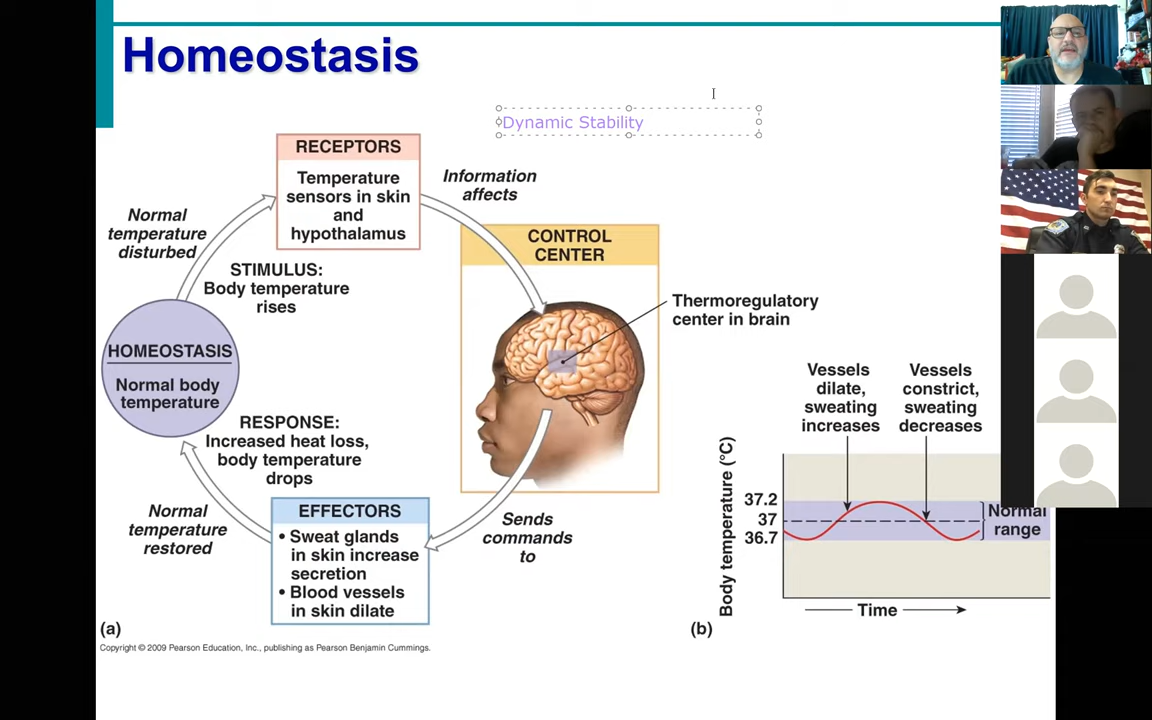 Homeostasis
Dynamic Stability
RECEPTORS
Temperature
sensors in skin
and
hypothalamus
Information
affects
Normal
temperature
disturbed
STIMULUS:
Body temperature
rises
CONTROL
CENTER
Thermoregulatory
center in brain
HOMEOSTASIS
Normal body
temperature
RESPONSE:
Increased heat loss,
body temperature
drops
Normal
temperature
restored
EFFECTORS
• Sweat glands
in skin increase
secretion
• Blood vessels
in skin dilate
Sends
commands
to
(a)
Vessels
dilate,
sweating
increases
Vessels
constrict,
sweating
decreases
Body temperature (°C)
37.2
37
36.7
Normal
range
Time
(b)
Copyright © 2009 Pearson Education, Inc., publishing as Pearson Benjamin Cummings.